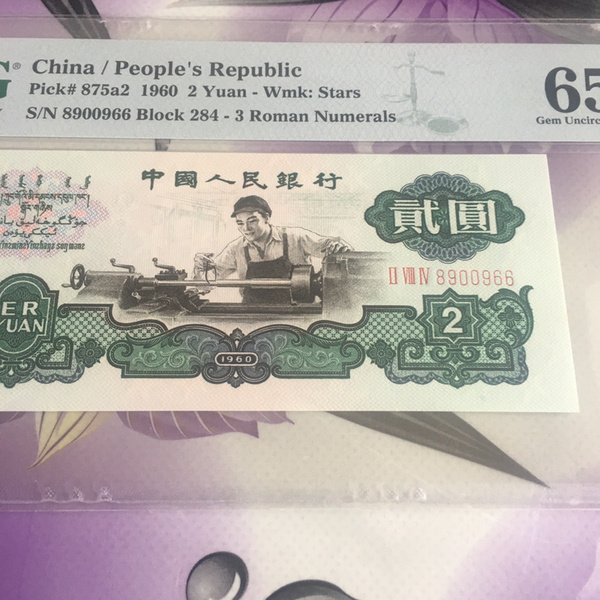 G®
China / People's Republic
Pick# 875a2 1960 2 Yuan - Wmk: Stars
S/N 8900966 Block 284 - 3 Roman Numerals
65
Gem Uncirc
中國人民銀行
貳圓
II VIII IV 8900966
ER
YUAN
1960
2